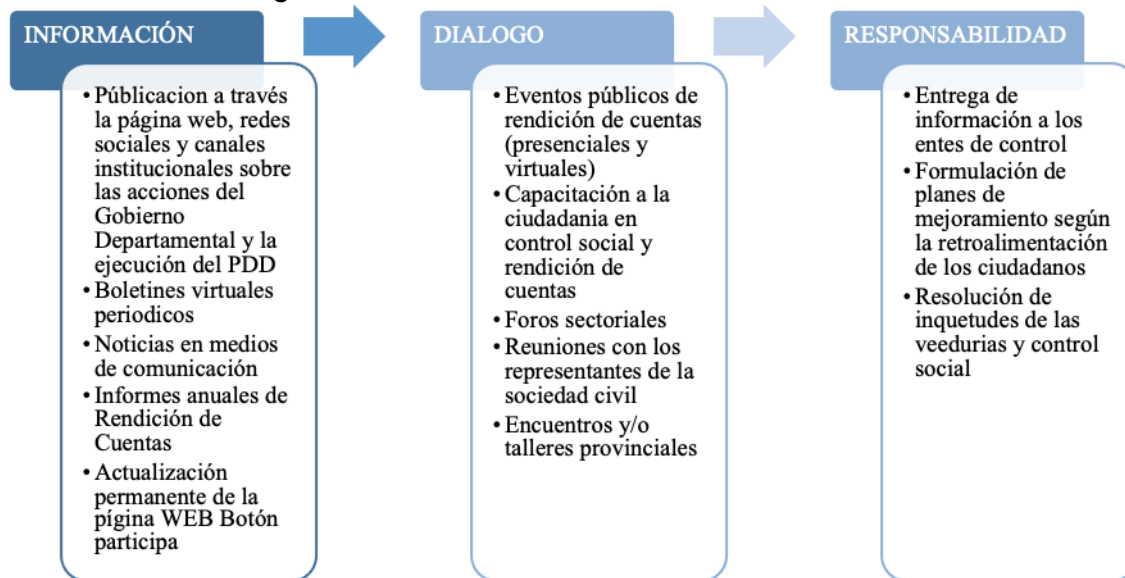 INFORMACIÓN
• Públicacion a través
la página web, redes
sociales y canales
institucionales sobre
las acciones del
Gobierno
Departamental y la
ejecución del PDD
• Boletines virtuales
periodicos
• Noticias en medios
de comunicación
• Informes anuales de
Rendición de
Cuentas
• Actualización
permanente de la
pígina WEB Botón
participa
DIALOGO
• Eventos públicos de
rendición de cuentas
(presenciales y
virtuales)
• Capacitación a la
ciudadania en
control social y
rendición de
cuentas
• Foros sectoriales
• Reuniones con los
representantes de la
sociedad civil
• Encuentros y/o
talleres provinciales
RESPONSABILIDAD
• Entrega de
información a los
entes de control
• Formulación de
planes de
mejoramiento según
la retroalimentación
de los ciudadanos
• Resolución de
inquetudes de las
veedurias y control
social